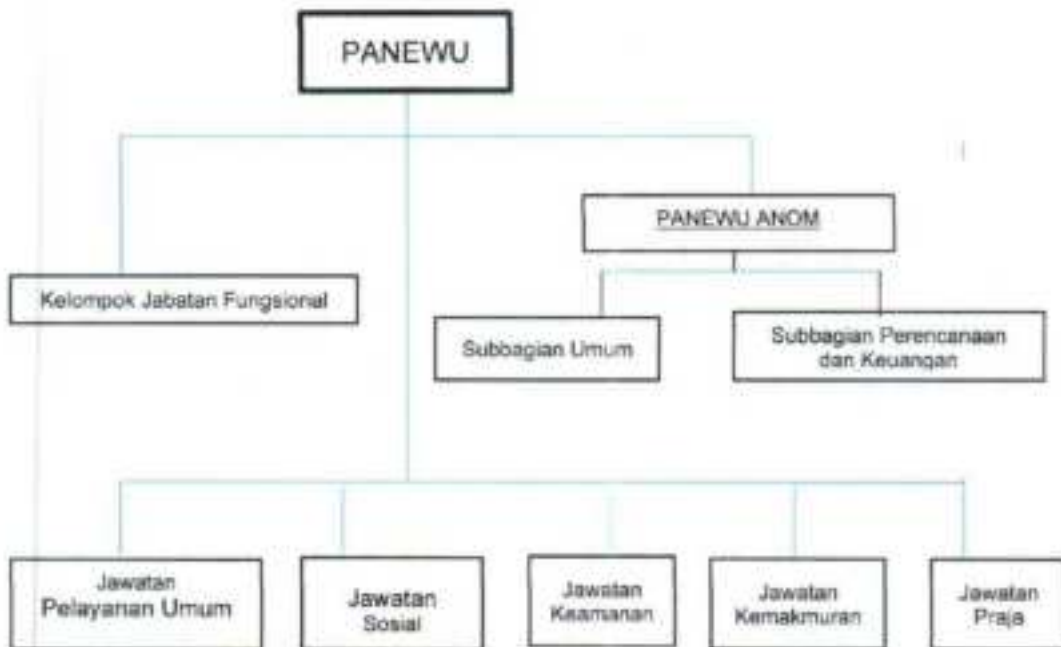 PANEWU
PANEWU ANOM
Kelompok Jabatan Fungsional
Subbagian Umum
Subbagian Perencanaan
dan Keuangan
Jawatan
Pelayanan Umum
Jawatan
Sosial
Jawatan
Keamanan
Jawatan
Kemakmuran
Jawatan
Praja